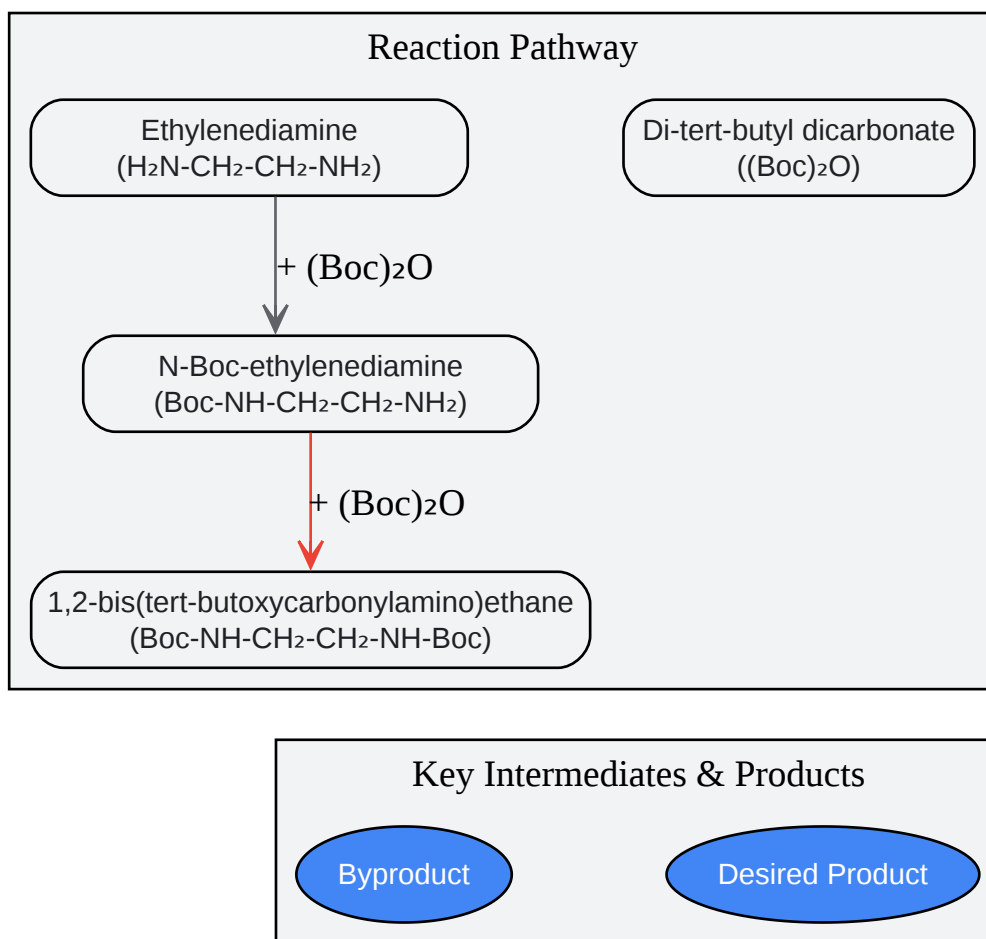 Reaction Pathway
Ethylenediamine
(H₂N-CH₂-CH₂-NH₂)
Di-tert-butyl dicarbonate
((Boc)₂O)
+ (Boc)₂O
N-Boc-ethylenediamine
(Boc-NH-CH₂-CH₂-NH₂)
+ (Boc)₂O
1,2-bis(tert-butoxycarbonylamino)ethane
(Boc-NH-CH₂-CH₂-NH-Boc)
Key Intermediates & Products
Byproduct
Desired Product